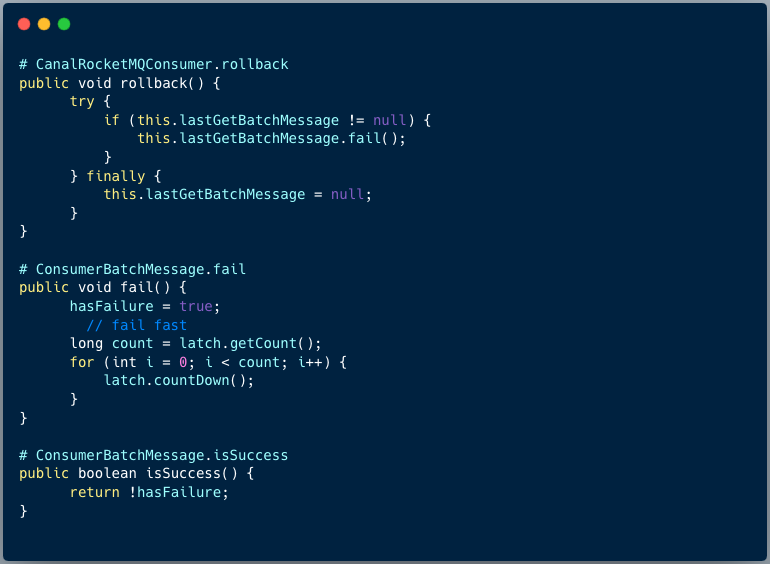 # CanalRocketMQConsumer.rollback
public void rollback() {
      try {
          if (this.lastGetBatchMessage != null) {
              this.lastGetBatchMessage.fail();
          }
      } finally {
          this.lastGetBatchMessage = null;
      }
}

# ConsumerBatchMessage.fail
public void fail() {
      hasFailure = true;
        // fail fast
      long count = latch.getCount();
      for (int i = 0; i < count; i++) {
          latch.countDown();
      }
}

# ConsumerBatchMessage.isSuccess
public boolean isSuccess() {
      return !hasFailure;
}